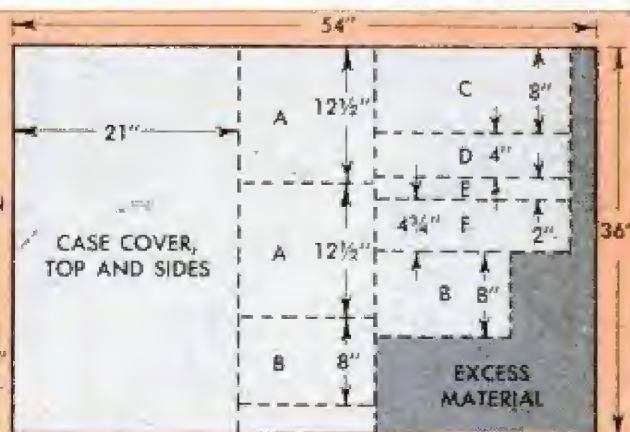 54"
C
8"
A
12½"
21"
D
4"
E
4¾"
F
2"
36"
CASE COVER,
TOP AND SIDES
A
12½"
B
8"
B
8"
EXCESS
MATERIAL